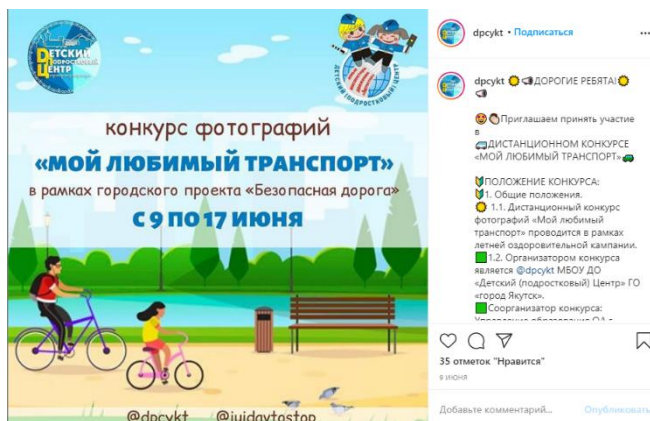 ДЕТСКИЙ
ПОДРОСТКОВЫЙ
ЦЕНТР
ДЕТСКИЙ (ПОДРОСТКОВЫЙ) ЦЕНТР
конкурс фотографий
«МОЙ ЛЮБИМЫЙ ТРАНСПОРТ»
в рамках городского проекта «Безопасная дорога»
С 9 ПО 17 ИЮНЯ
@dpcykt
dpcykt • Подписаться
dpcykt 🌞📢ДОРОГИЕ РЕБЯТА!🌞
📢
Приглашаем принять участие
в
🚙ДИСТАНЦИОННОМ КОНКУРСЕ
«МОЙ ЛЮБИМЫЙ ТРАНСПОРТ»🚙
🔰ПОЛОЖЕНИЕ КОНКУРСА:
🔰1. Общие положения.
🌞 1.1. Дистанционный конкурс
фотографий «Мой любимый
транспорт» проводится в рамках
летней оздоровительной кампании.
🟩1.2. Организатором конкурса
является @dpcykt МБОУ ДО
«Детский (подростковый) Центр» ГО
«город Якутск».
🟩Соорганизатор конкурса:
35 отметок "Нравится"
9 ИЮНЯ
Добавьте комментарий...
Опубликовать